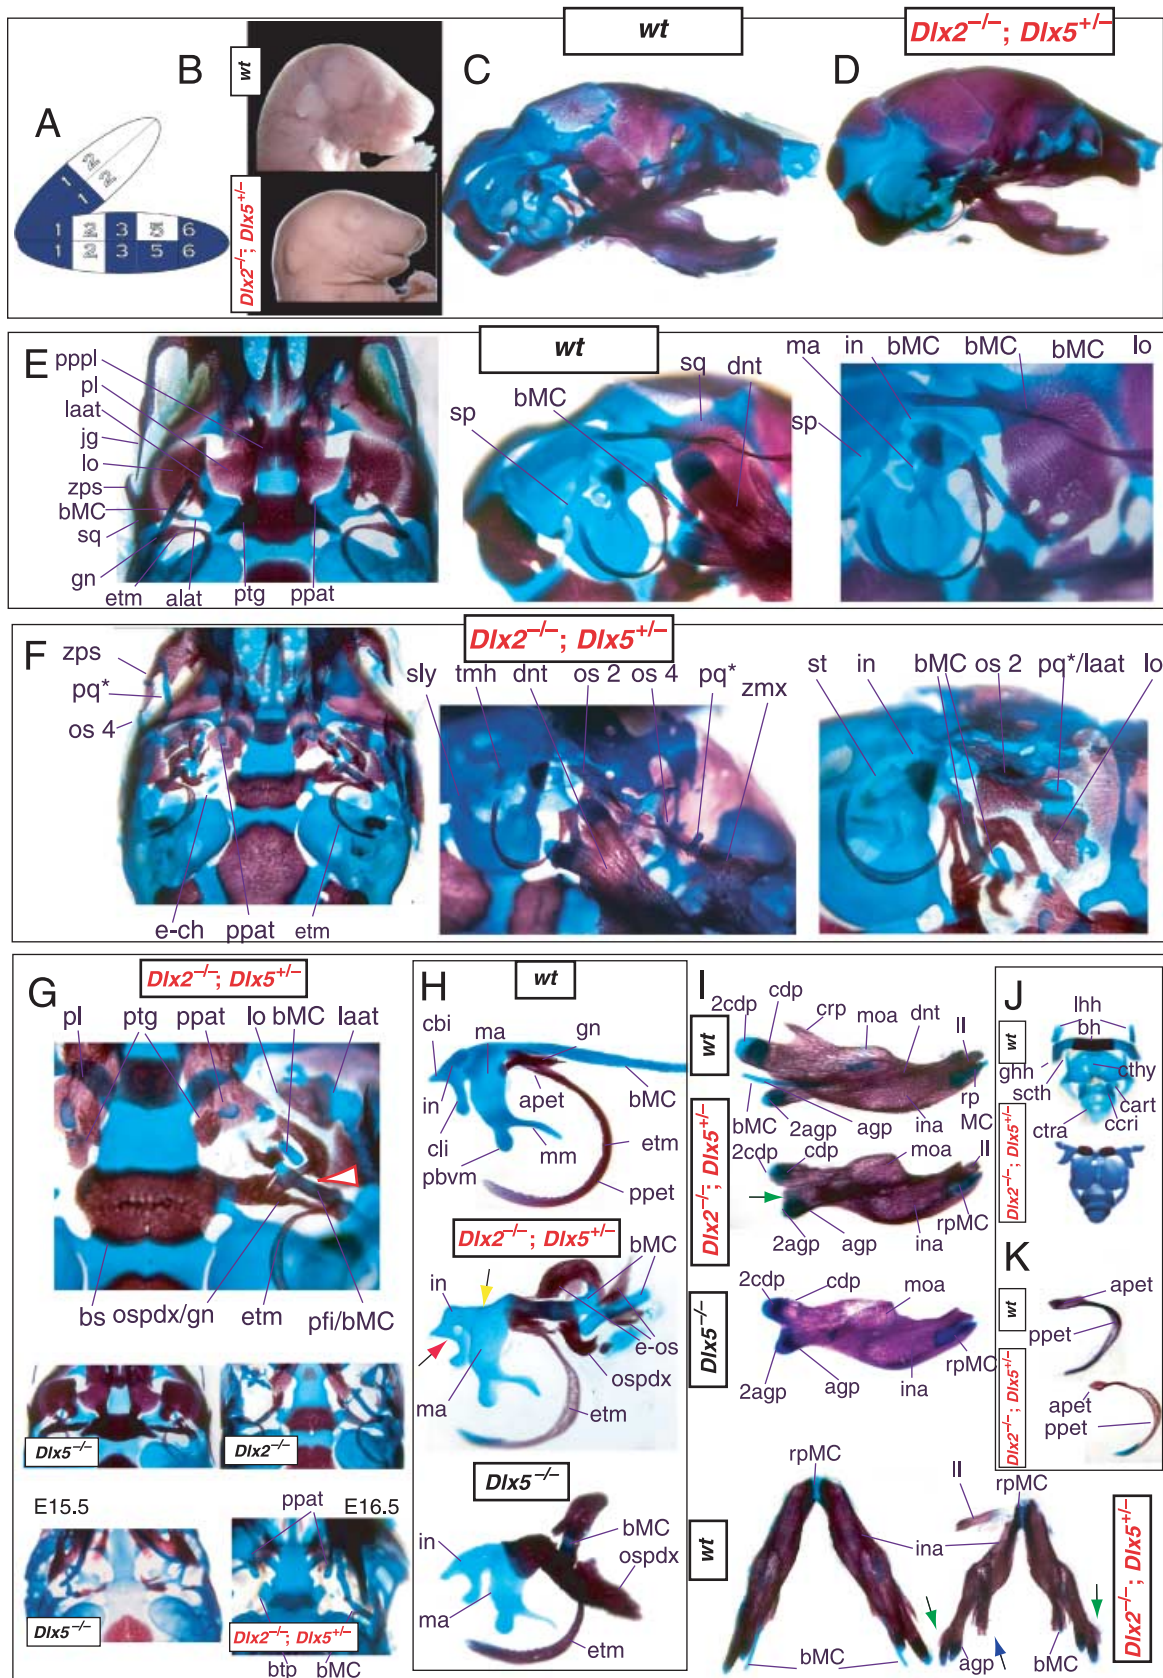 wt
Dlx2−/−; Dlx5+/−
A
B
wt
Dlx2−/−; Dlx5+/−
C
D
2
2
1
1
1 2 3 5 6
1 2 3 5 6
E
wt
pppl
pl
laat
jg
lo
zps
bMC
sq
gn
etm alat ptg ppat
sp bMC sq dnt
ma in bMC bMC bMC lo
sp
F
Dlx2−/−; Dlx5+/−
zps
pq*
os 4
e-ch ppat etm
sly tmh dnt os 2 os 4 pq* zmx
st in bMC os 2 pq*/laat lo
G
Dlx2−/−; Dlx5+/−
pl ptg ppat lo bMC laat
bs ospdx/gn etm pfi/bMC
Dlx5−/−
Dlx2−/−
E15.5
ppat E16.5
Dlx5−/−
Dlx2−/−; Dlx5+/−
btp bMC
H
wt
cbi ma gn
in apet bMC
cli etm
pbvm mm
ppet
Dlx2−/−; Dlx5+/−
bMC
in
e-os
ospdx
ma etm
Dlx5−/−
in bMC
ospdx
ma
etm
I
wt
2cdp cdp crp moa dnt ll
rp
MC
bMC 2agp agp ina
Dlx2−/−; Dlx5+/−
2cdp cdp moa ll
rpMC
2agp agp ina
Dlx5−/−
2cdp cdp moa
rpMC
2agp agp ina
wt
rpMC
ina
bMC
ll rpMC
agp bMC
Dlx2−/−; Dlx5+/−
J
wt
lhh
bh
ghh cthy
scth
cart
ccri
ctra
Dlx2−/−; Dlx5+/−
K
wt
apet
ppet
Dlx2−/−; Dlx5+/−
apet
ppet